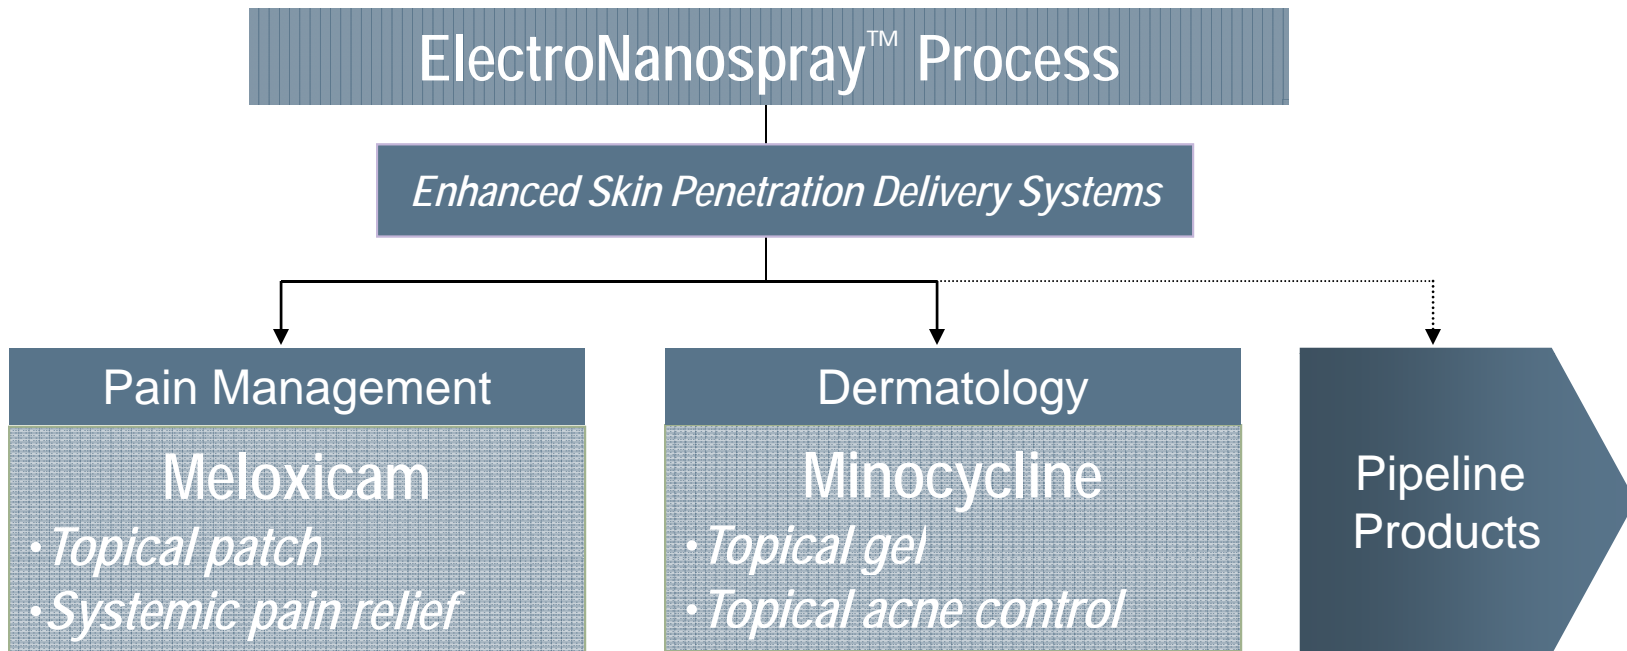 ElectroNanospray™ Process
Enhanced Skin Penetration Delivery Systems
Pain Management
Meloxicam
•Topical patch
•Systemic pain relief
Dermatology
Minocycline
•Topical gel
•Topical acne control
Pipeline
Products